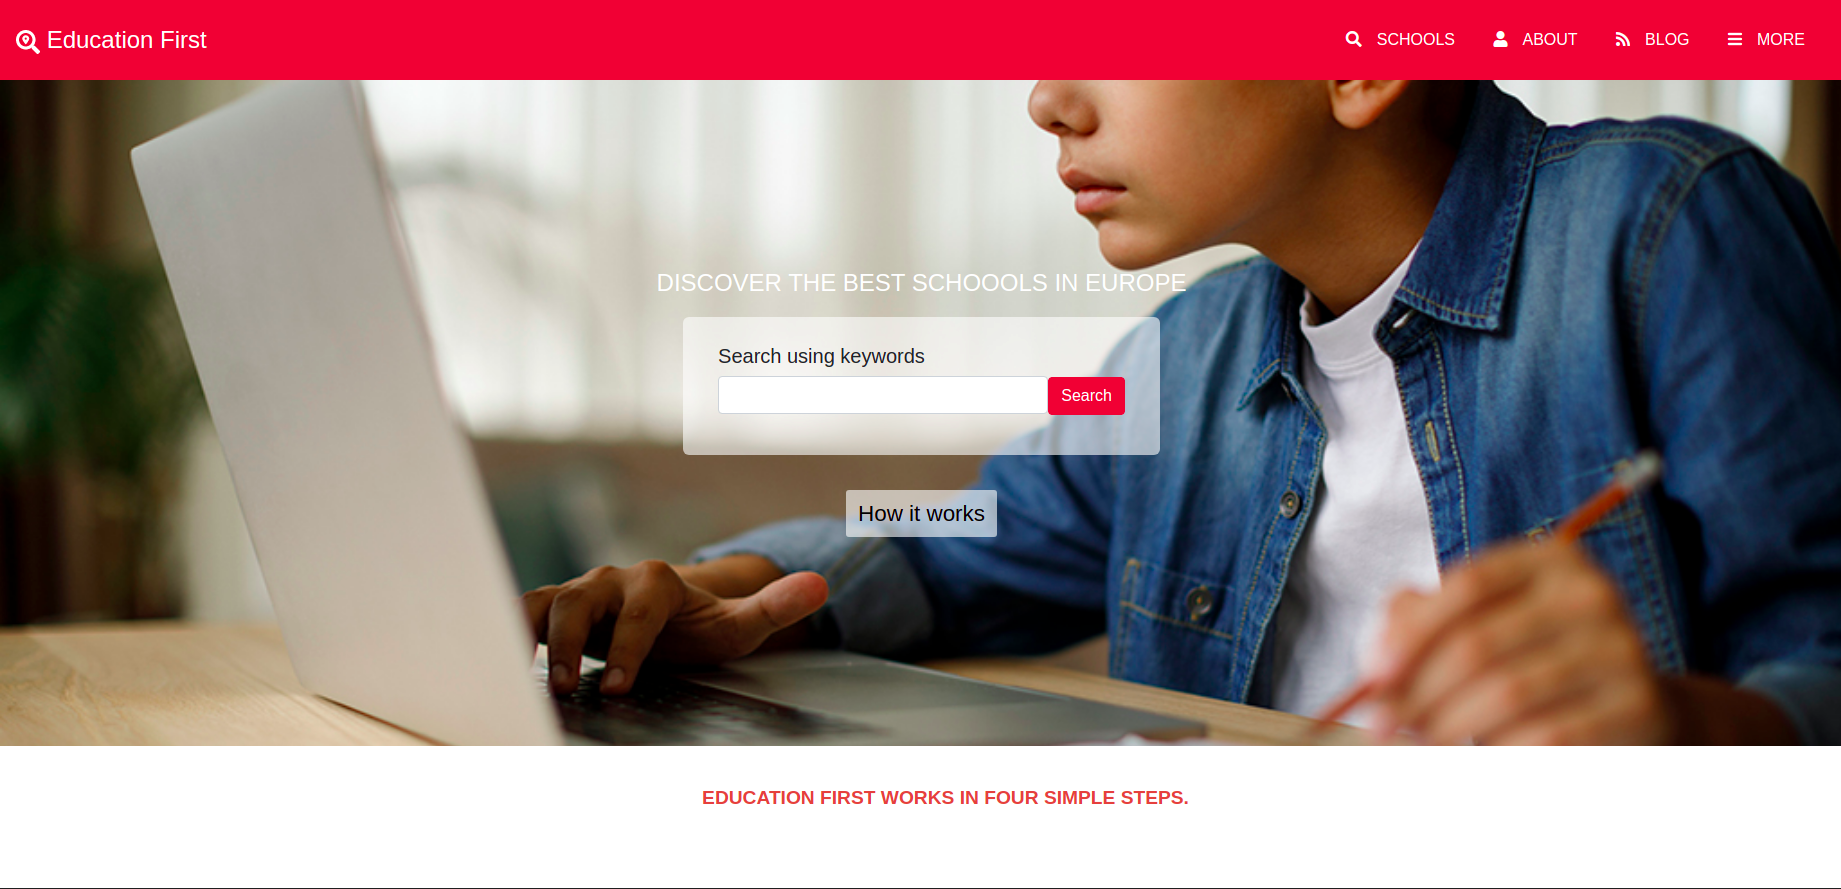 Education First
SCHOOLS
ABOUT
BLOG
MORE
DISCOVER THE BEST SCHOOOLS IN EUROPE
Search using keywords
Search
How it works
EDUCATION FIRST WORKS IN FOUR SIMPLE STEPS.